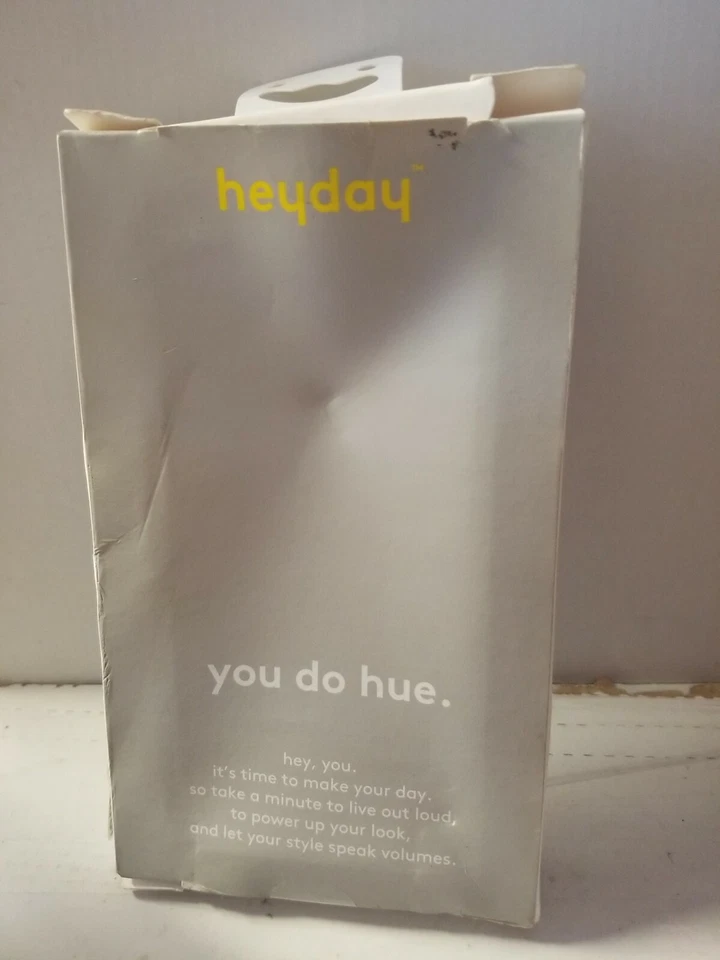 heyday™
you do hue.
hey, you.
it's time to make your day.
so take a minute to live out loud,
to power up your look,
and let your style speak volumes.